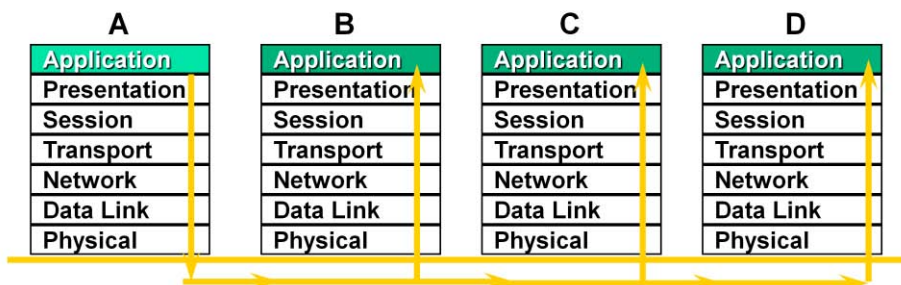 A B C D
Application Application Application Application
Presentation Presentation Presentation Presentation
Session Session Session Session
Transport Transport Transport Transport
Network Network Network Network
Data Link Data Link Data Link Data Link
Physical Physical Physical Physical